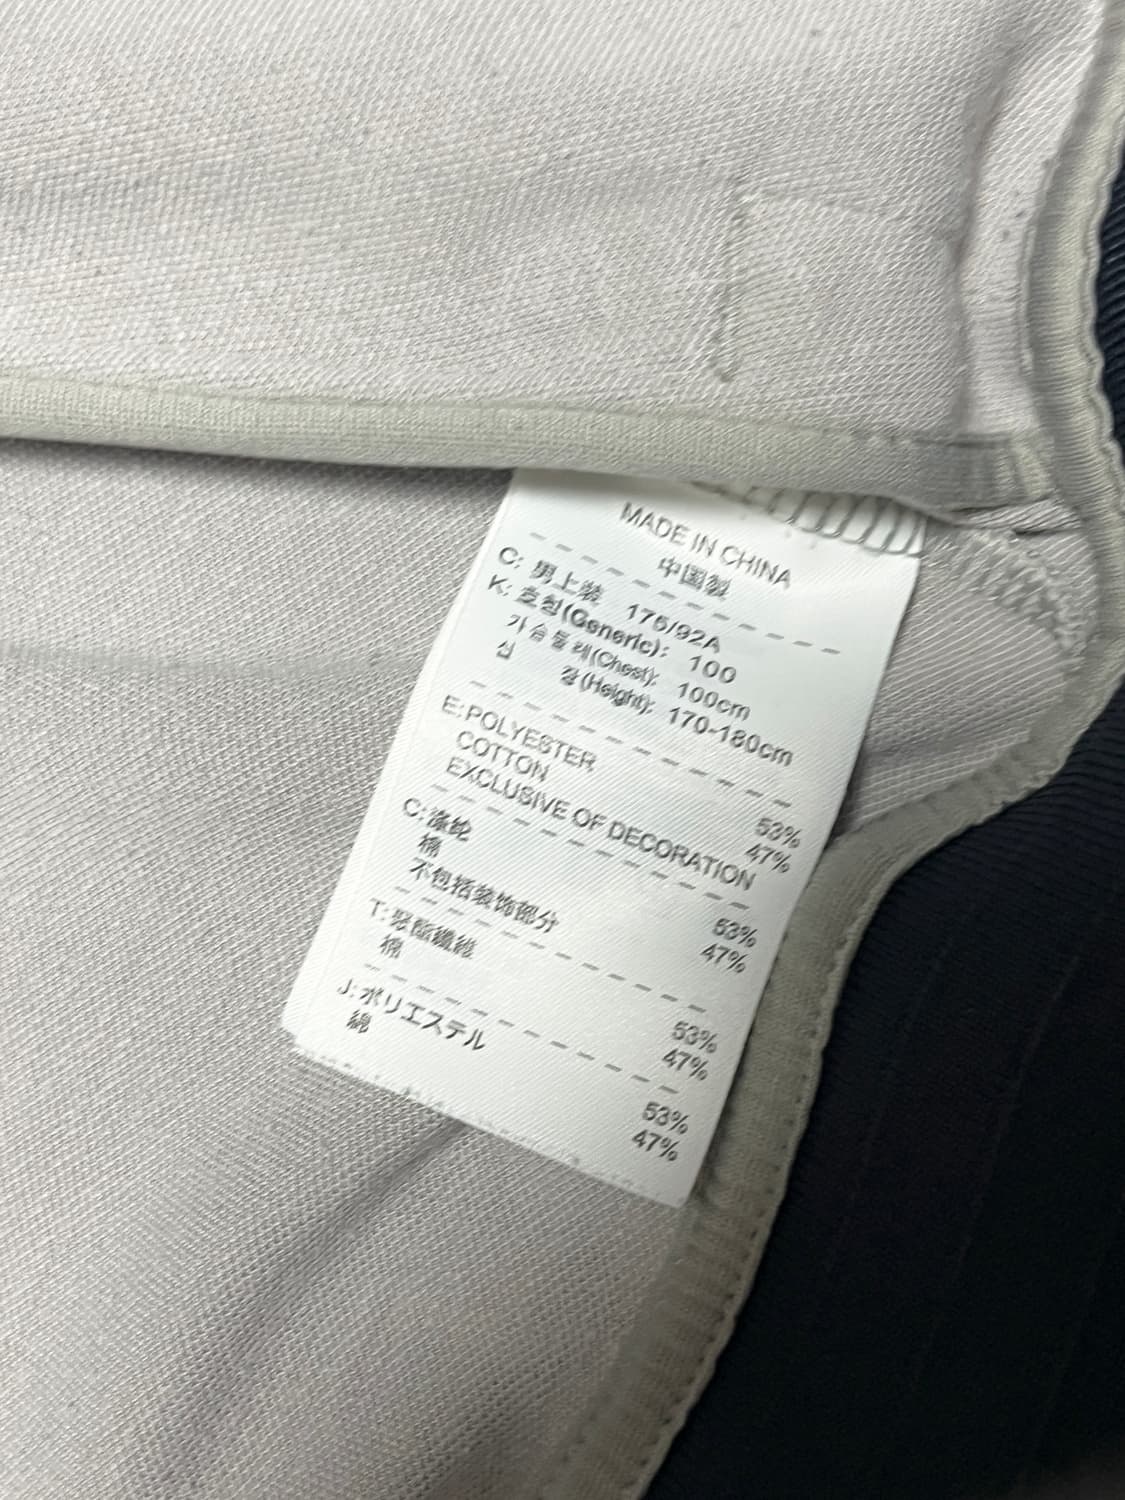 MADE IN CHINA
中国製
C: 男上装 175/92A
K: 호칭(Generic): 100
가슴둘레(Chest): 100cm
신 장(Height): 170-180cm
E: POLYESTER 53%
COTTON 47%
EXCLUSIVE OF DECORATION
C: 涤纶 53%
棉 47%
不包括装饰部分
T: 聚酯纖維 53%
棉 47%
J: ポリエステル 53%
綿 47%